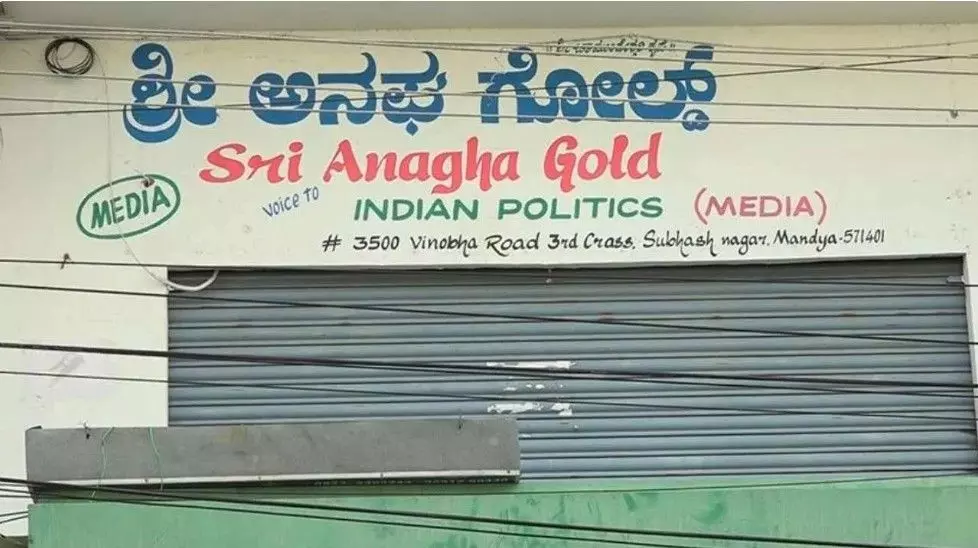 ಶ್ರೀ ಅನಘ ಗೋಲ್ಡ್
Sri Anagha Gold
MEDIA
voice to INDIAN POLITICS (MEDIA)
# 3500 Vinobha Road 3rd Crass, Subhash nagar, Mandya-571401